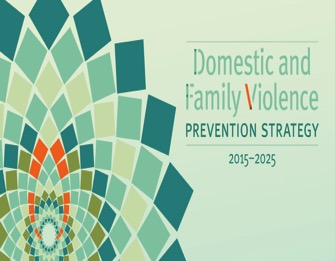 Domestic and
Family Violence
PREVENTION STRATEGY
2015–2025